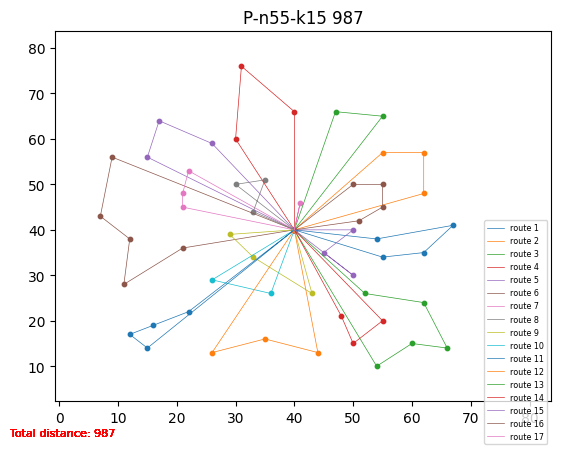 P-n55-k15 987
80
70
60
50
40
30
20
10
0 10 20 30 40 50 60 70 80
route 1
route 2
route 3
route 4
route 5
route 6
route 7
route 8
route 9
route 10
route 11
route 12
route 13
route 14
route 15
route 16
route 17
Total distance: 987